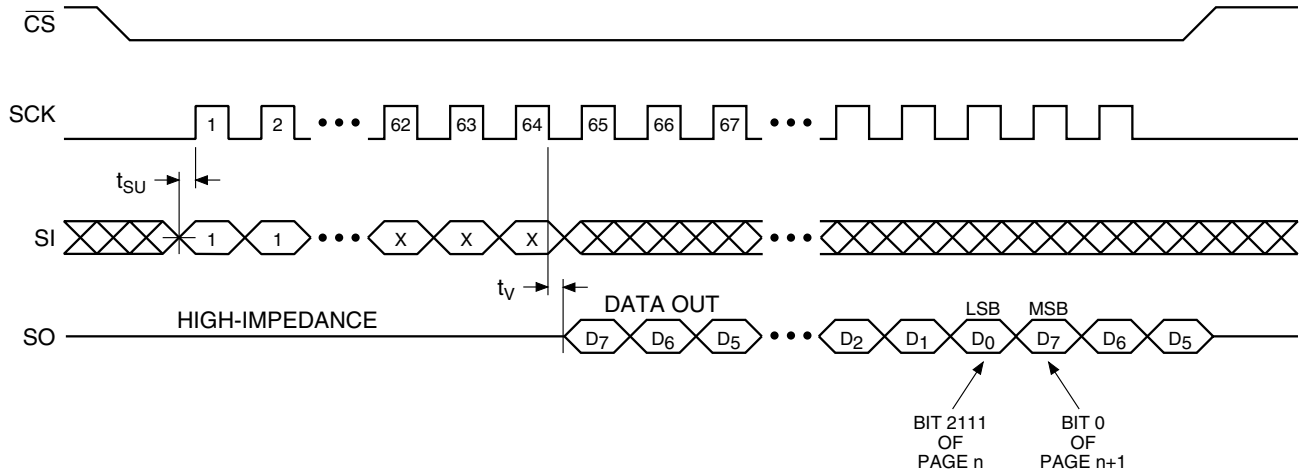 CS
SCK
1 2 ••• 62 63 64 65 66 67 •••
tSU
SI
1 1 ••• X X X •••
tV
DATA OUT
HIGH-IMPEDANCE
LSB MSB
SO
D7 D6 D5 ••• D2 D1 D0 D7 D6 D5
BIT 2111
OF
PAGE n
BIT 0
OF
PAGE n+1